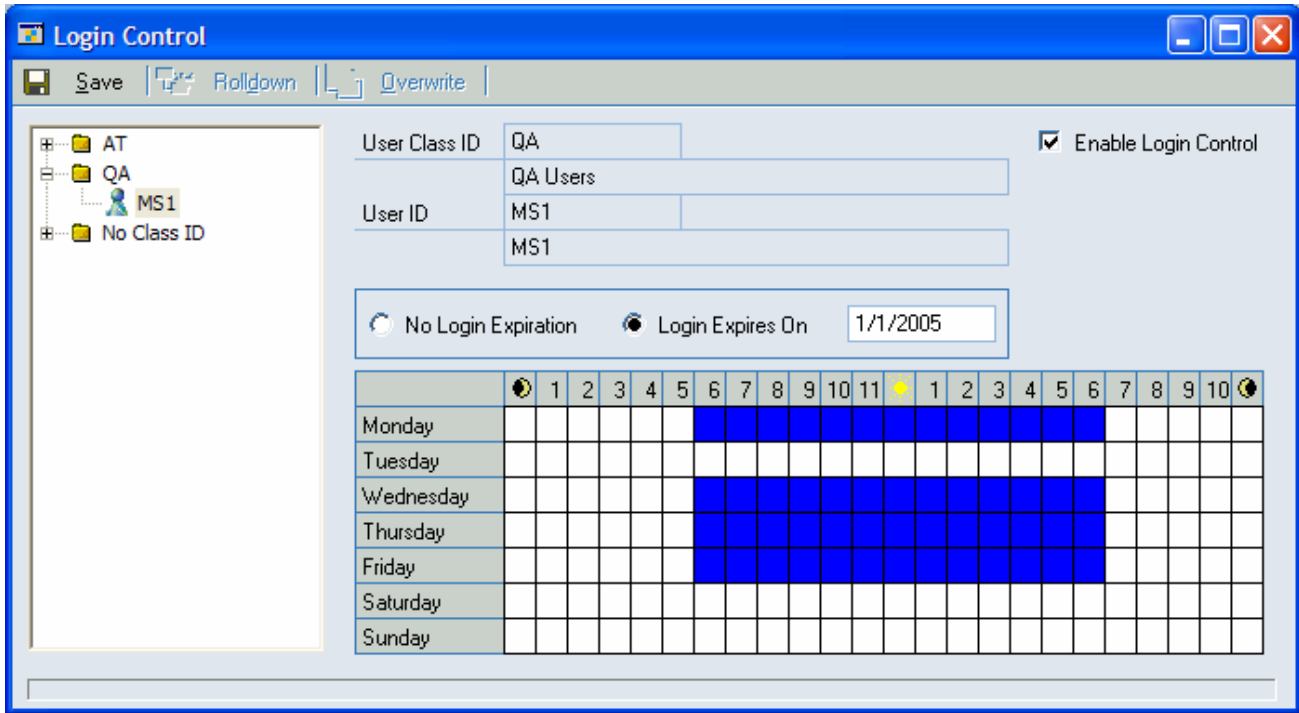 Login Control
Save Rolldown Overwrite
AT
QA
MS1
No Class ID
User Class ID QA
QA Users
User ID MS1
MS1
Enable Login Control
No Login Expiration Login Expires On 1/1/2005
1 2 3 4 5 6 7 8 9 10 11 1 2 3 4 5 6 7 8 9 10
Monday
Tuesday
Wednesday
Thursday
Friday
Saturday
Sunday